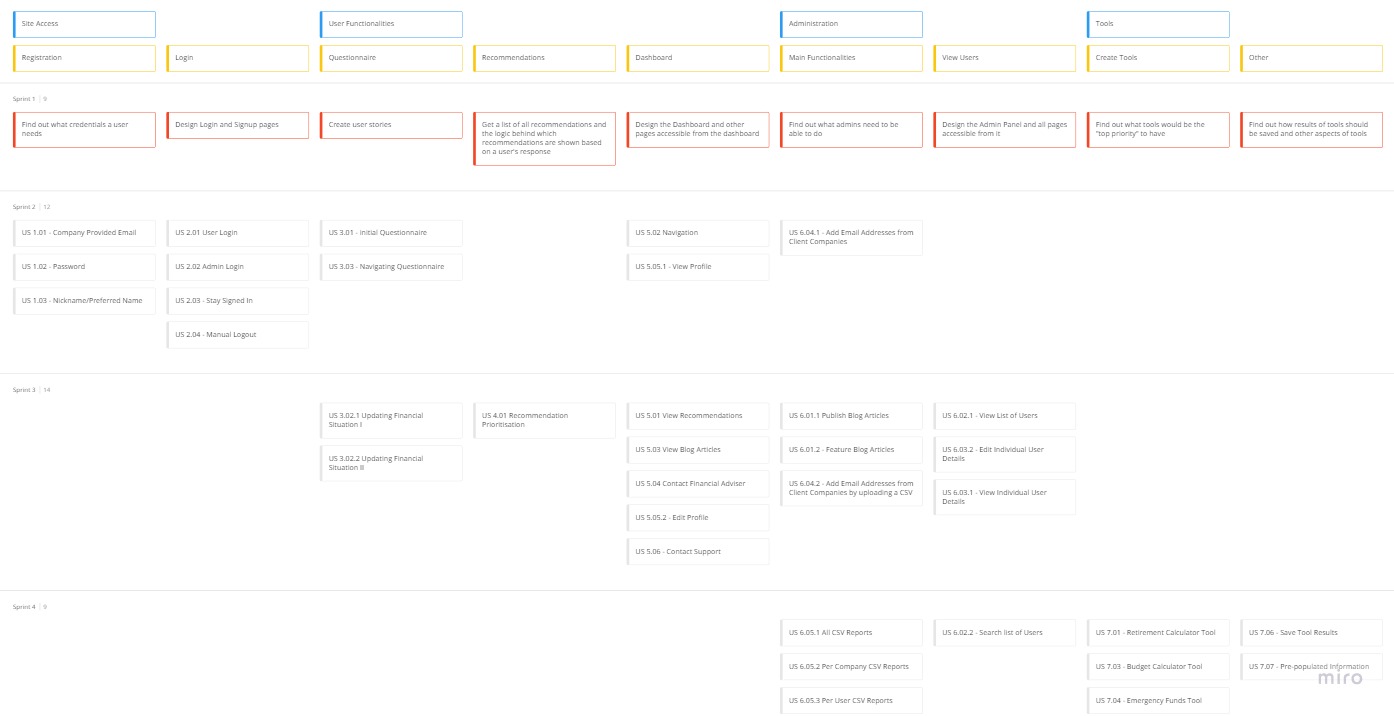 Site Access
User Functionalities
Administration
Tools
Registration
Login
Questionnaire
Recommendations
Dashboard
Main Functionalities
View Users
Create Tools
Other
Sprint 1 | 9
Find out what credentials a user
needs
Design Login and Signup pages
Create user stories
Get a list of all recommendations and
the logic behind which
recommendations are shown based
on a user's response
Design the Dashboard and other
pages accessible from the dashboard
Find out what admins need to be
able to do
Design the Admin Panel and all pages
accessible from it
Find out what tools would be the
"top priority" to have
Find out how results of tools should
be saved and other aspects of tools
Sprint 2 | 12
US 1.01 - Company Provided Email
US 2.01 User Login
US 3.01 - Initial Questionnaire
US 5.02 Navigation
US 6.04.1 - Add Email Addresses from
Client Companies
US 1.02 - Password
US 2.02 Admin Login
US 3.03 - Navigating Questionnaire
US 5.05.1 - View Profile
US 1.03 - Nickname/Preferred Name
US 2.03 - Stay Signed In
US 2.04 - Manual Logout
Sprint 3 | 14
US 3.02.1 Updating Financial
Situation I
US 4.01 Recommendation
Prioritisation
US 5.01 View Recommendations
US 6.01.1 Publish Blog Articles
US 6.02.1 - View List of Users
US 3.02.2 Updating Financial
Situation II
US 5.03 View Blog Articles
US 6.01.2 - Feature Blog Articles
US 6.03.2 - Edit Individual User
Details
US 5.04 Contact Financial Adviser
US 6.04.2 - Add Email Addresses from
Client Companies by uploading a CSV
US 6.03.1 - View Individual User
Details
US 5.05.2 - Edit Profile
US 5.06 - Contact Support
Sprint 4 | 9
US 6.05.1 All CSV Reports
US 6.02.2 - Search list of Users
US 7.01 - Retirement Calculator Tool
US 7.06 - Save Tool Results
US 6.05.2 Per Company CSV Reports
US 7.03 - Budget Calculator Tool
US 7.07 - Pre-populated Information
US 6.05.3 Per User CSV Reports
US 7.04 - Emergency Funds Tool
miro